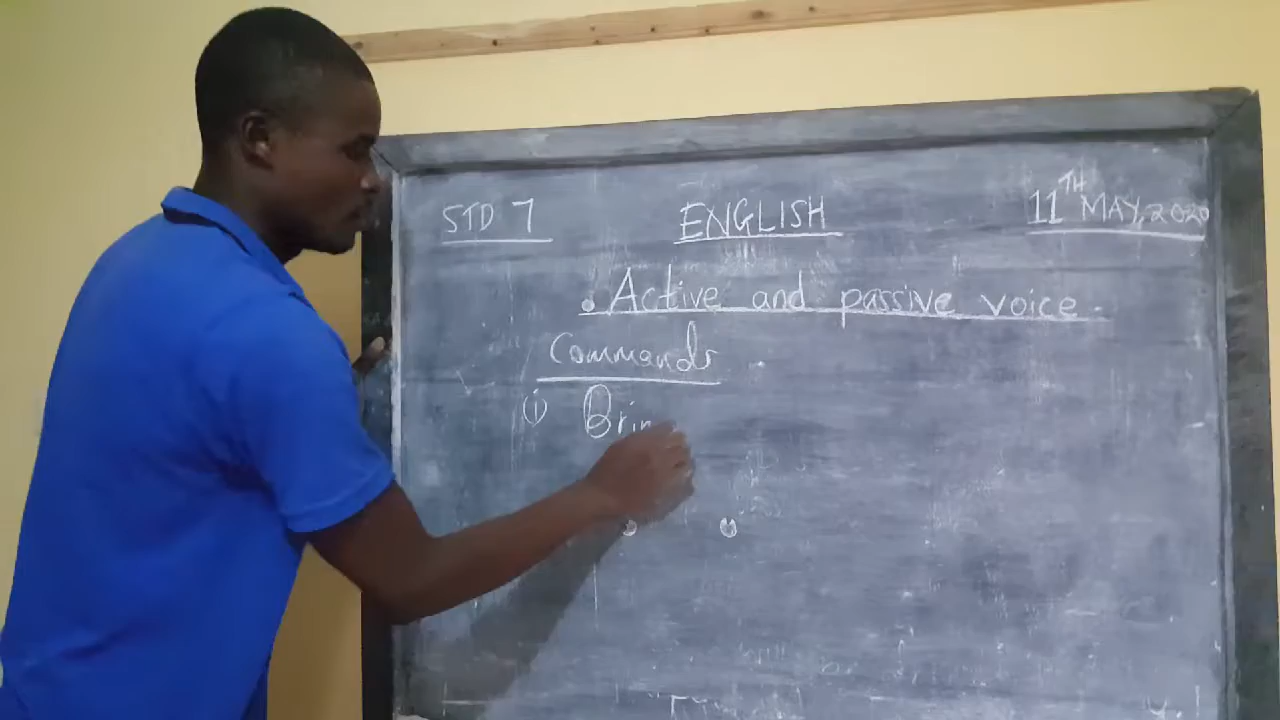 STD 7 ENGLISH 11TH MAY, 2020
• Active and passive voice.
Commands
(i) Brin